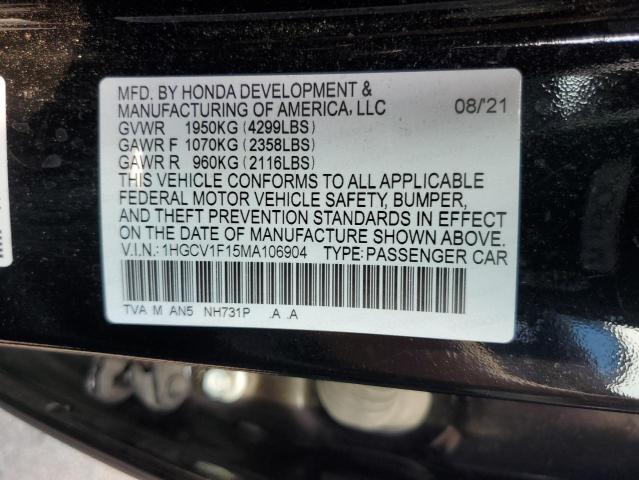 MFD. BY HONDA DEVELOPMENT &
MANUFACTURING OF AMERICA, LLC 08/'21
GVWR 1950KG (4299LBS)
GAWR F 1070KG (2358LBS)
GAWR R 960KG (2116LBS)
THIS VEHICLE CONFORMS TO ALL APPLICABLE
FEDERAL MOTOR VEHICLE SAFETY, BUMPER,
AND THEFT PREVENTION STANDARDS IN EFFECT
ON THE DATE OF MANUFACTURE SHOWN ABOVE.
V.I.N.: 1HGCV1F15MA106904 TYPE: PASSENGER CAR
TVA M AN5 NH731P .A .A